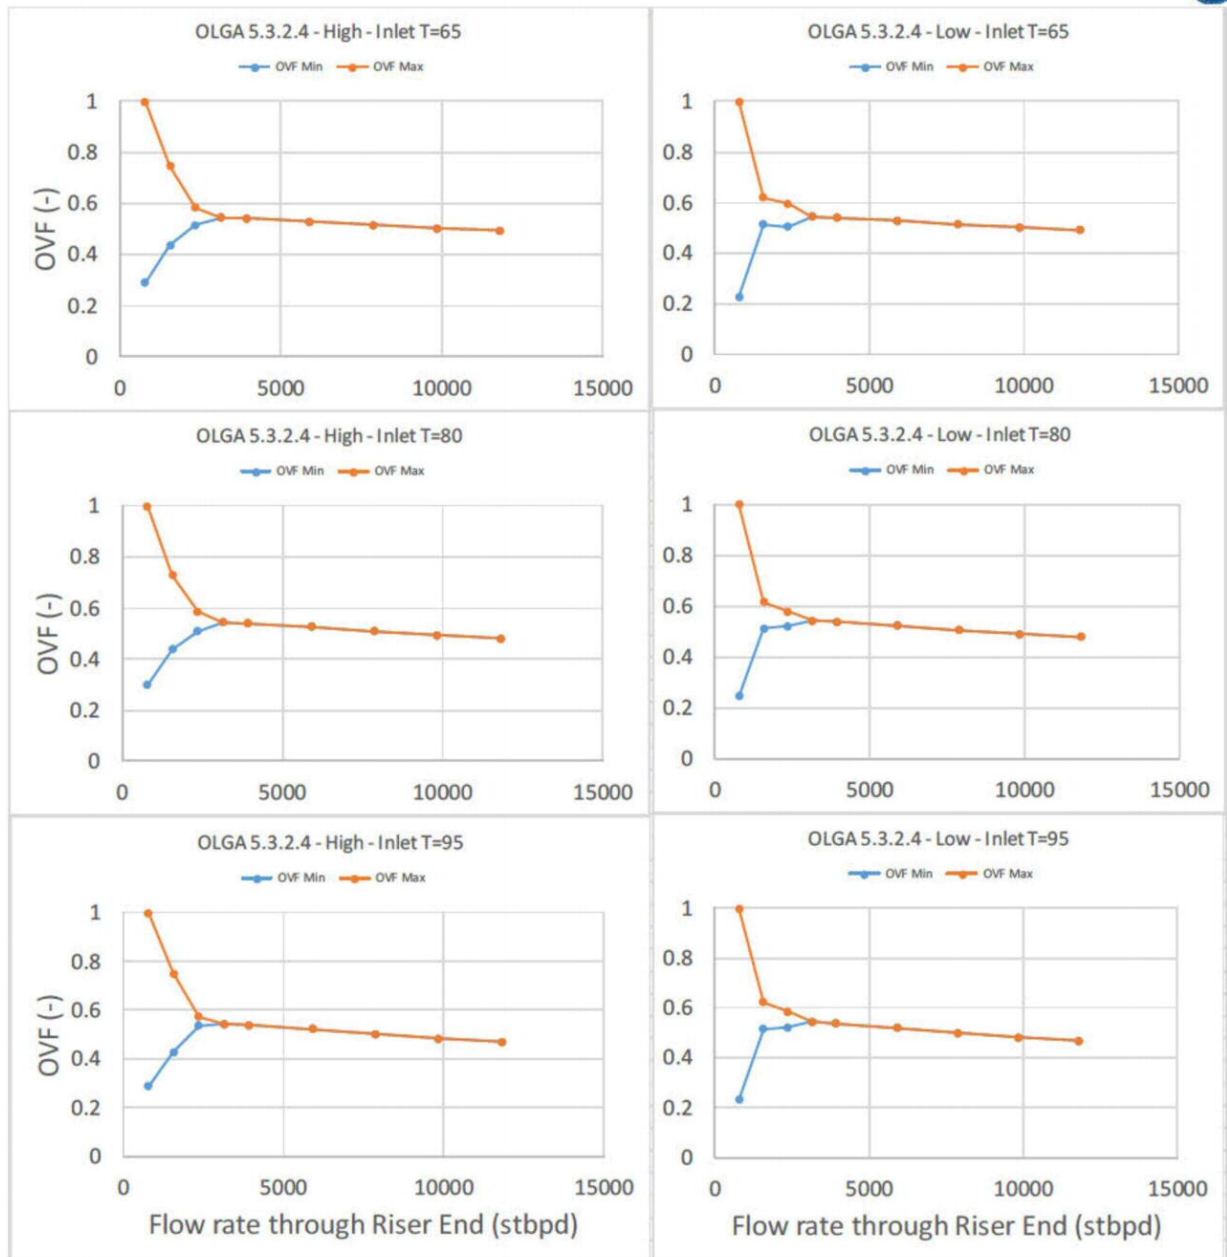 OLGA 5.3.2.4 - High - Inlet T=65
OVF Min OVF Max
OVF (-)
1
0.8
0.6
0.4
0.2
0
0 5000 10000 15000
OLGA 5.3.2.4 - Low - Inlet T=65
OVF Min OVF Max
1
0.8
0.6
0.4
0.2
0
0 5000 10000 15000
OLGA 5.3.2.4 - High - Inlet T=80
OVF Min OVF Max
OVF (-)
1
0.8
0.6
0.4
0.2
0
0 5000 10000 15000
OLGA 5.3.2.4 - Low - Inlet T=80
OVF Min OVF Max
1
0.8
0.6
0.4
0.2
0
0 5000 10000 15000
OLGA 5.3.2.4 - High - Inlet T=95
OVF Min OVF Max
OVF (-)
1
0.8
0.6
0.4
0.2
0
0 5000 10000 15000
Flow rate through Riser End (stbpd)
OLGA 5.3.2.4 - Low - Inlet T=95
OVF Min OVF Max
1
0.8
0.6
0.4
0.2
0
0 5000 10000 15000
Flow rate through Riser End (stbpd)